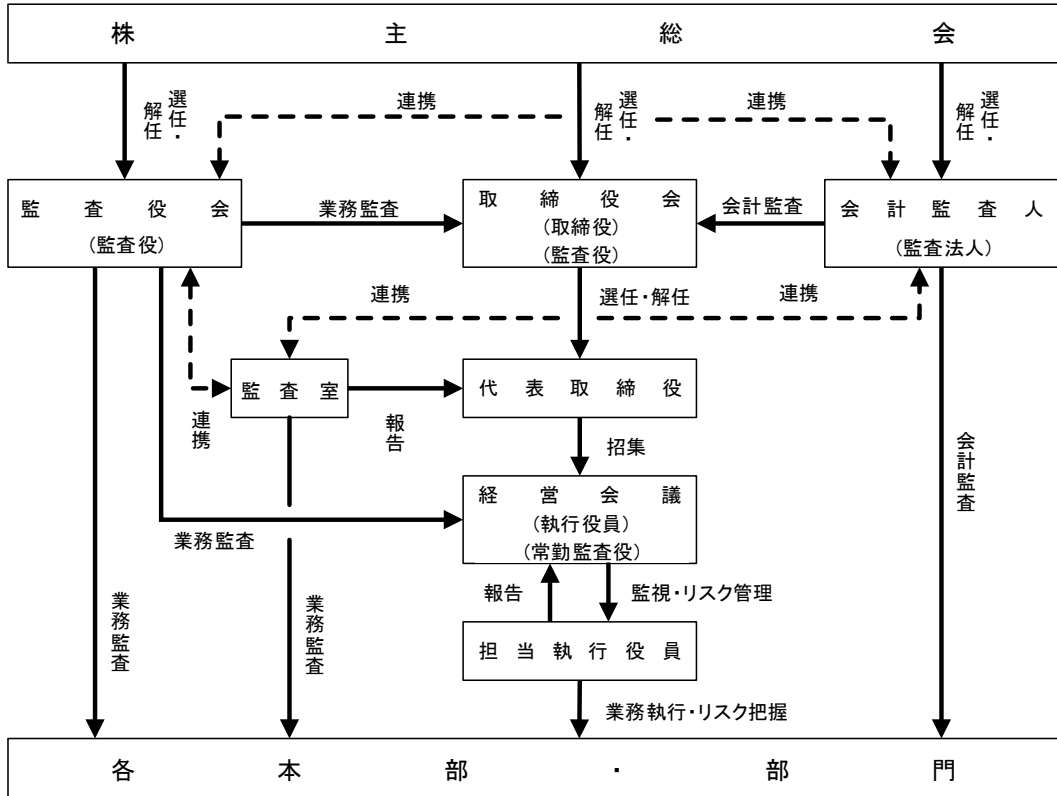 株主総会
選任・解任
連携
選任・解任
連携
選任・解任
監査役会
(監査役)
業務監査
取締役会
(取締役)
(監査役)
会計監査
会計監査人
(監査法人)
連携
選任・解任
連携
監査室
代表取締役
連携
報告
招集
会計監査
経営会議
(執行役員)
(常勤監査役)
業務監査
報告
監視・リスク管理
業務監査
業務監査
担当執行役員
業務執行・リスク把握
各本部・部門